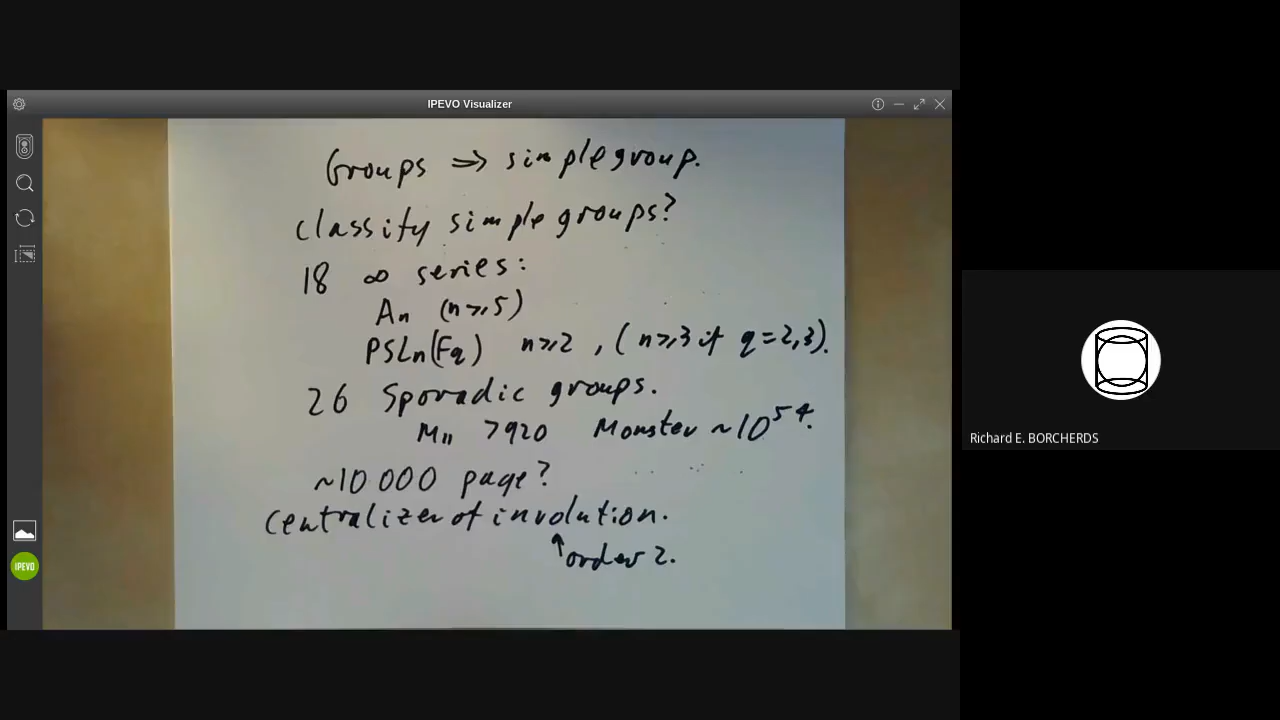 IPEVO Visualizer
Groups ⇒ simple group.
classify simple groups?
18 ∞ series:
An (n≥5)
PSLn(Fq) n≥2, (n≥3 if q=2,3).
26 Sporadic groups.
M11 7920 Monster ~10^54.
~10 000 page?
centralizer of involution.
↑ order 2.
IPEVO
Richard E. BORCHERDS